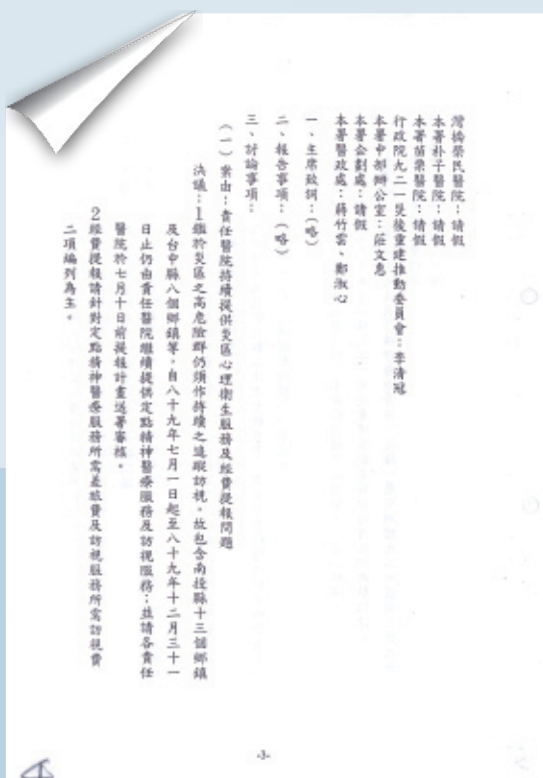 灣橋榮民醫院：請假
本署朴子醫院：請假
本署苗栗醫院：請假
行政院九二一災後重建推動委員會：李清冠
本署中部辦公室：莊文惠
本署企劃處：請假
本署醫政處：蔣竹雲、鄭淑心
一、主席致詞：（略）
二、報告事項：（略）
三、討論事項：
（一）案由：責任醫院持續提供災區心理衛生服務及經費提報問題
決議：1鑑於災區之高危險群仍須作持續之追蹤訪視，故包含南投縣十三個鄉鎮
及台中縣八個鄉鎮等，自八十九年七月一日起至八十九年十二月三十一
日止仍由責任醫院繼續提供定點精神醫療服務及訪視服務；並請各責任
醫院於七月十日前提報計畫送署審核。
2經費提報請針對定點精神醫療服務所需差旅費及訪視服務所需訪視費
二項編列為主。
-3-